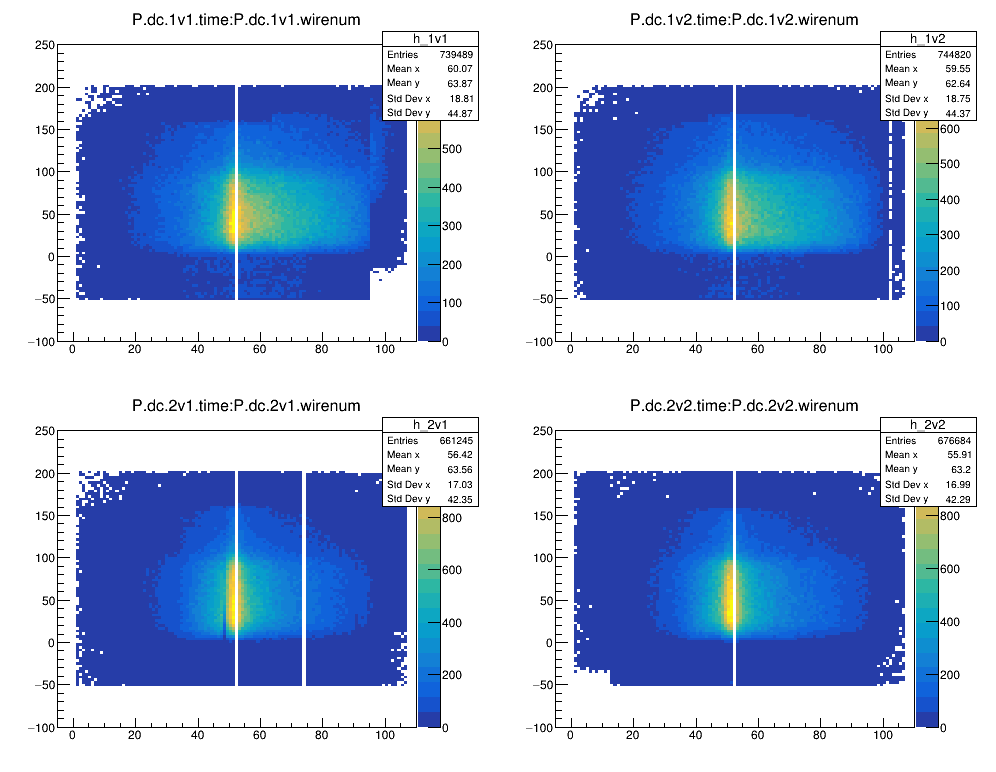 P.dc.1v1.time:P.dc.1v1.wirenum
h_1v1
Entries 739489
Mean x 60.07
Mean y 63.87
Std Dev x 18.81
Std Dev y 44.87
250
200
150
100
50
0
−50
−100
0 20 40 60 80 100
500
400
300
200
100
0
P.dc.1v2.time:P.dc.1v2.wirenum
h_1v2
Entries 744820
Mean x 59.55
Mean y 62.64
Std Dev x 18.75
Std Dev y 44.37
250
200
150
100
50
0
−50
−100
0 20 40 60 80 100
600
500
400
300
200
100
0
P.dc.2v1.time:P.dc.2v1.wirenum
h_2v1
Entries 661245
Mean x 56.42
Mean y 63.56
Std Dev x 17.03
Std Dev y 42.35
250
200
150
100
50
0
−50
−100
0 20 40 60 80 100
800
600
400
200
0
P.dc.2v2.time:P.dc.2v2.wirenum
h_2v2
Entries 676684
Mean x 55.91
Mean y 63.2
Std Dev x 16.99
Std Dev y 42.29
250
200
150
100
50
0
−50
−100
0 20 40 60 80 100
800
600
400
200
0